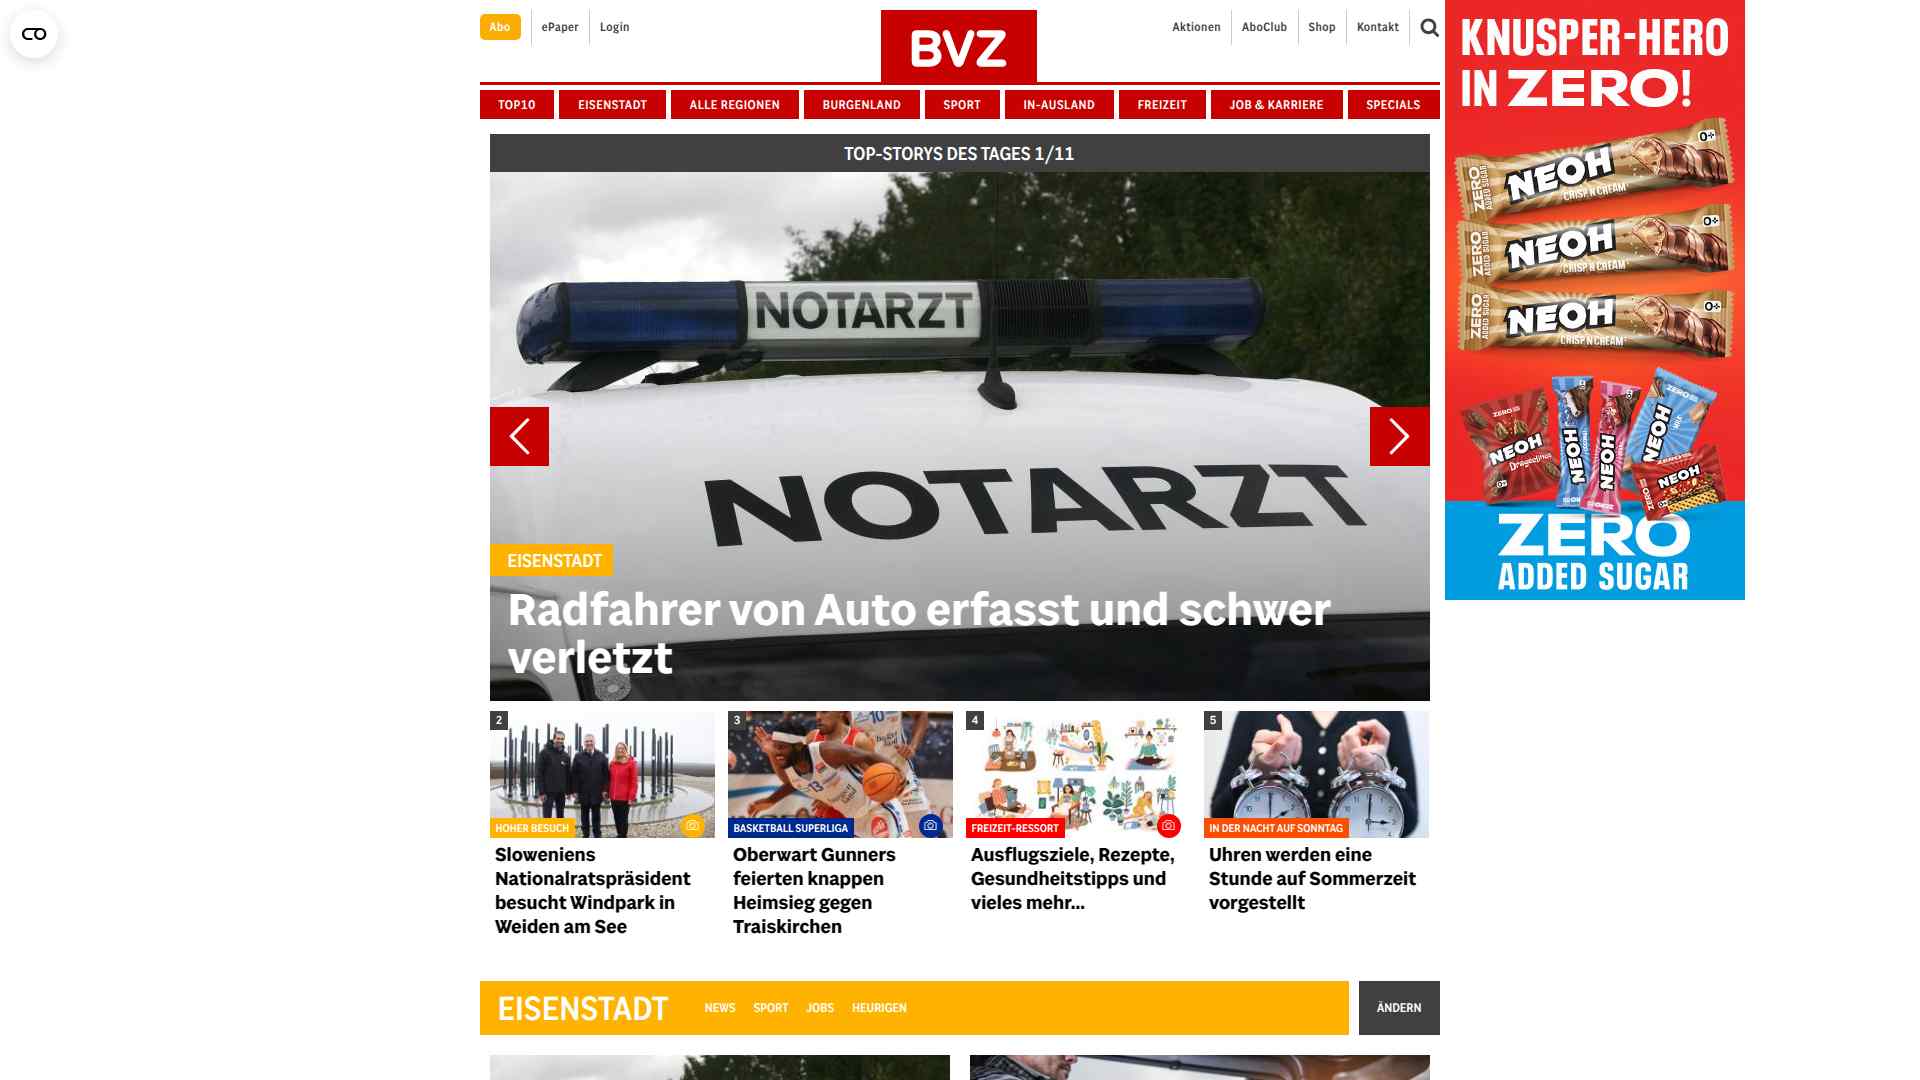 Abo
ePaper
Login
BVZ
Aktionen
AboClub
Shop
Kontakt
TOP10
EISENSTADT
ALLE REGIONEN
BURGENLAND
SPORT
IN-AUSLAND
FREIZEIT
JOB & KARRIERE
SPECIALS
TOP-STORYS DES TAGES 1/11
NOTARZT
NOTARZT
EISENSTADT
Radfahrer von Auto erfasst und schwer
verletzt
2
HOHER BESUCH
Sloweniens
Nationalratspräsident
besucht Windpark in
Weiden am See
3
BASKETBALL SUPERLIGA
Oberwart Gunners
feierten knappen
Heimsieg gegen
Traiskirchen
4
FREIZEIT-RESSORT
Ausflugsziele, Rezepte,
Gesundheitstipps und
vieles mehr...
5
IN DER NACHT AUF SONNTAG
Uhren werden eine
Stunde auf Sommerzeit
vorgestellt
EISENSTADT
NEWS
SPORT
JOBS
HEURIGEN
ÄNDERN
KNUSPER-HERO
IN ZERO!
ZERO
ADDED SUGAR
NEOH
CRISP N CREAM
ZERO
ADDED SUGAR
NEOH
CRISP N CREAM
ZERO
ADDED SUGAR
NEOH
CRISP N CREAM
NEOH
NEOH
NEOH
NEOH
NEOH
ZERO
ADDED SUGAR